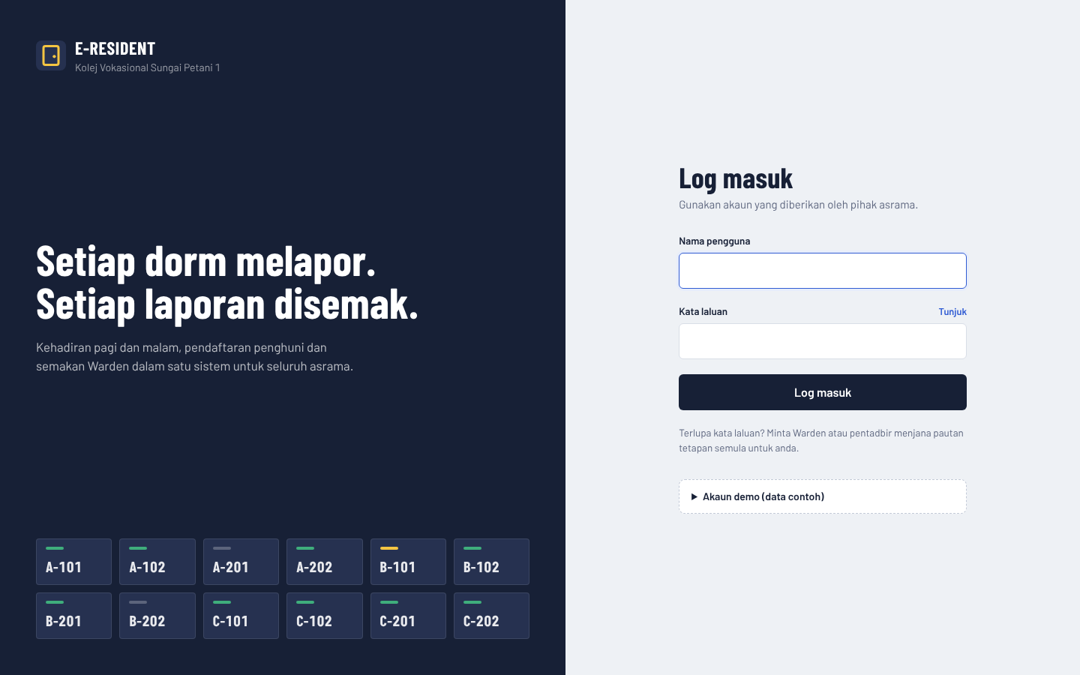 E-RESIDENT
Kolej Vokasional Sungai Petani 1
Setiap dorm melapor.
Setiap laporan disemak.
Kehadiran pagi dan malam, pendaftaran penghuni dan
semakan Warden dalam satu sistem untuk seluruh asrama.
A-101
A-102
A-201
A-202
B-101
B-102
B-201
B-202
C-101
C-102
C-201
C-202
Log masuk
Gunakan akaun yang diberikan oleh pihak asrama.
Nama pengguna
Kata laluan
Tunjuk
Log masuk
Terlupa kata laluan? Minta Warden atau pentadbir menjana pautan
tetapan semula untuk anda.
Akaun demo (data contoh)